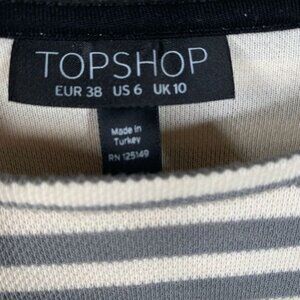 TOPSHOP
EUR 38 US 6 UK 10
Made in
Turkey
RN 125149